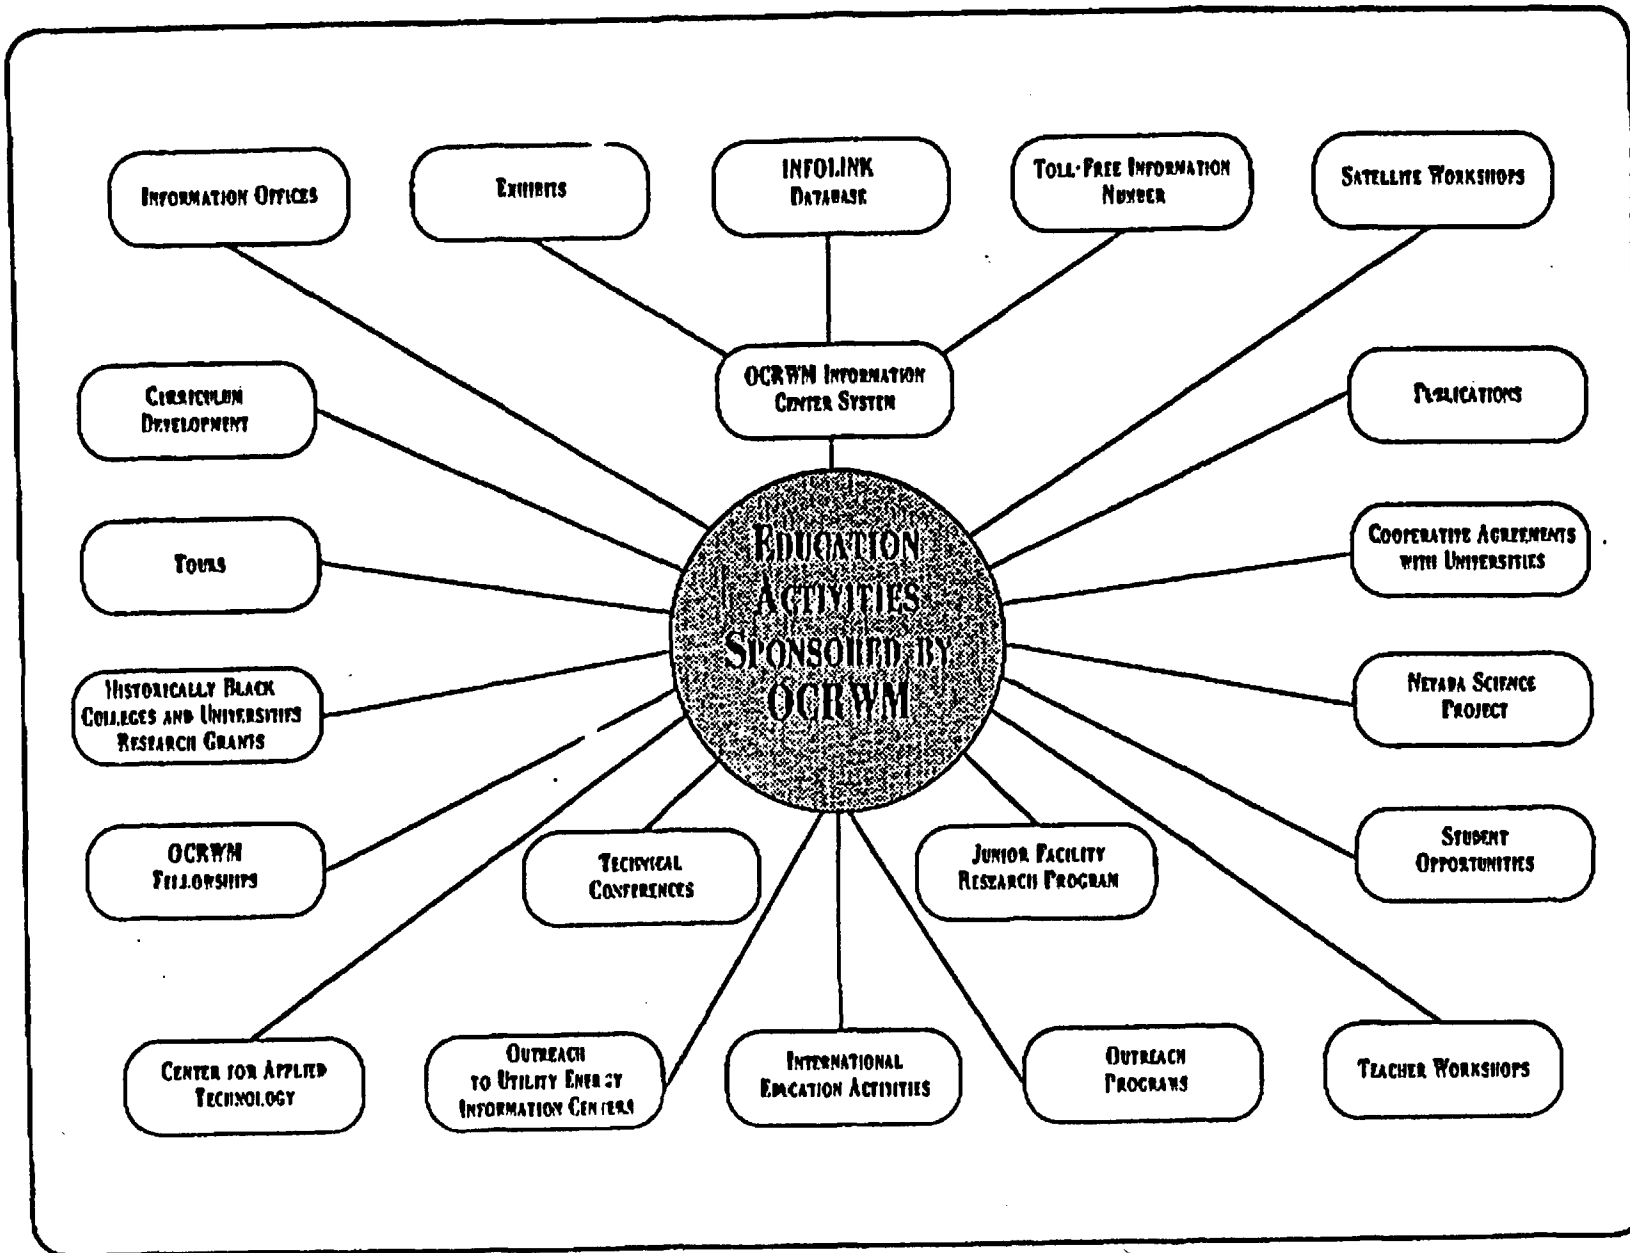 INFORMATION OFFICES
EXHIBITS
INFOLINK
DATABASE
TOLL-FREE INFORMATION
NUMBER
SATELLITE WORKSHOPS
OCRWM INFORMATION
CENTER SYSTEM
CURRICULUM
DEVELOPMENT
PUBLICATIONS
TOURS
EDUCATION
ACTIVITIES
SPONSORED BY
OCRWM
COOPERATIVE AGREEMENTS
WITH UNIVERSITIES
HISTORICALLY BLACK
COLLEGES AND UNIVERSITIES
RESEARCH GRANTS
NEVADA SCIENCE
PROJECT
OCRWM
FELLOWSHIPS
TECHNICAL
CONFERENCES
JUNIOR FACILITY
RESEARCH PROGRAM
STUDENT
OPPORTUNITIES
CENTER FOR APPLIED
TECHNOLOGY
OUTREACH
TO UTILITY ENERGY
INFORMATION CENTERS
INTERNATIONAL
EDUCATION ACTIVITIES
OUTREACH
PROGRAMS
TEACHER WORKSHOPS